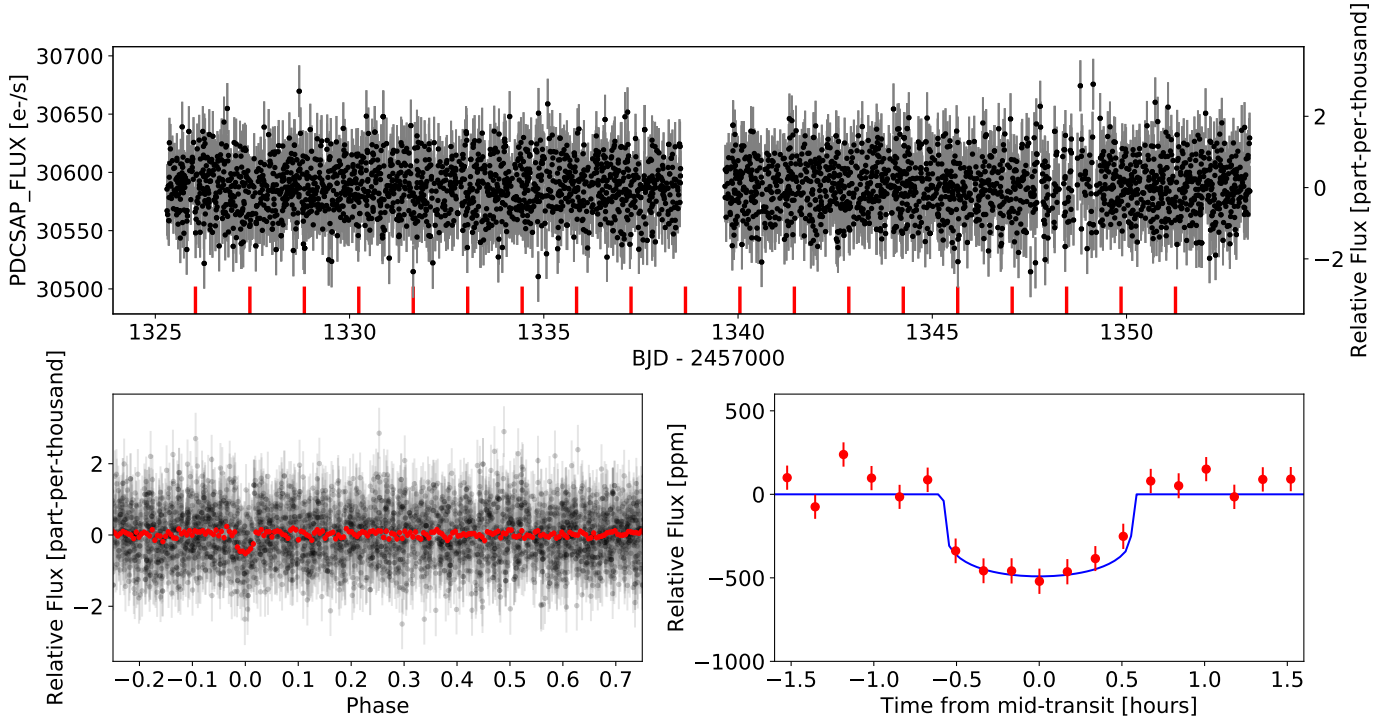 30700
30650
30600
30550
30500
PDCSAP_FLUX [e-/s]
2
0
−2
Relative Flux [part-per-thousand]
1325 1330 1335 1340 1345 1350
BJD - 2457000
2
0
−2
Relative Flux [part-per-thousand]
−0.2 −0.1 0.0 0.1 0.2 0.3 0.4 0.5 0.6 0.7
Phase
500
0
−500
−1000
Relative Flux [ppm]
−1.5 −1.0 −0.5 0.0 0.5 1.0 1.5
Time from mid-transit [hours]